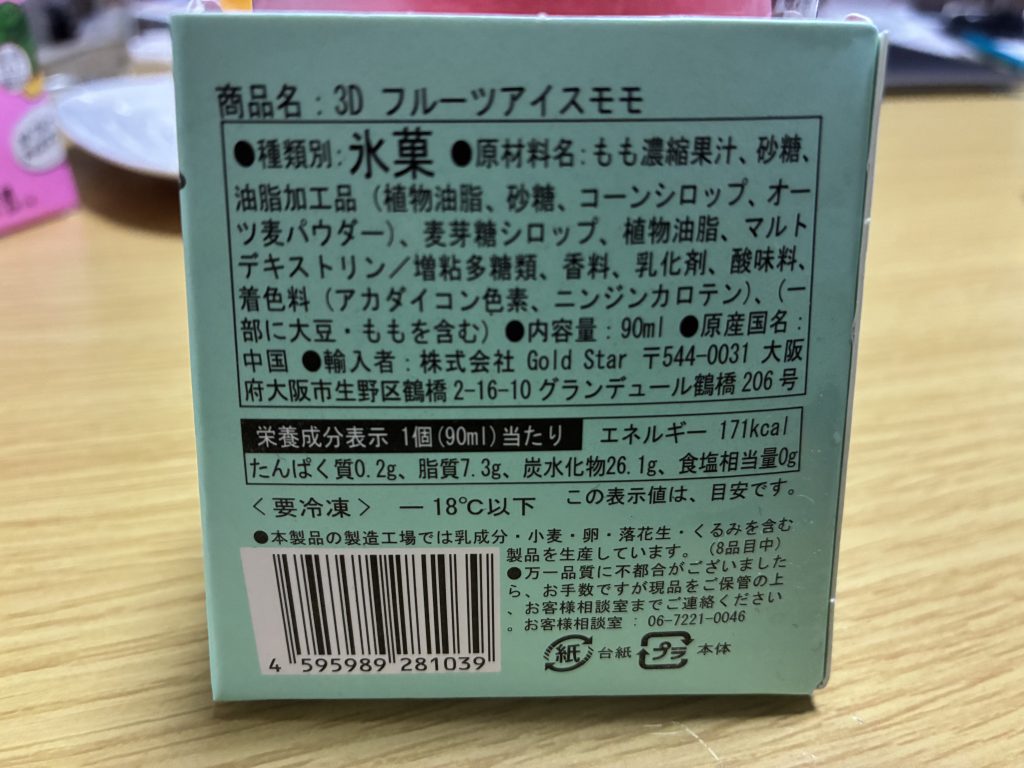 商品名：3D フルーツアイスモモ
●種類別：氷菓 ●原材料名：もも濃縮果汁、砂糖、
油脂加工品（植物油脂、砂糖、コーンシロップ、オー
ツ麦パウダー）、麦芽糖シロップ、植物油脂、マルト
デキストリン／増粘多糖類、香料、乳化剤、酸味料、
着色料（アカダイコン色素、ニンジンカロテン）、（一
部に大豆・ももを含む）●内容量：90ml ●原産国名：
中国 ●輸入者：株式会社 Gold Star 〒544-0031 大阪
府大阪市生野区鶴橋 2-16-10 グランデュール鶴橋 206 号
栄養成分表示 1個(90ml)当たり エネルギー 171kcal
たんぱく質0.2g、脂質7.3g、炭水化物26.1g、食塩相当量0g
＜要冷凍＞ －18℃以下 この表示値は、目安です。
●本製品の製造工場では乳成分・小麦・卵・落花生・くるみを含む
製品を生産しています。（8品目中）
●万一品質に不都合がございました
ら、お手数ですが現品をご保管の上
、お客様相談室までご連絡ください
。お客様相談室：06-7221-0046
紙 台紙 プラ 本体
4 595989 281039